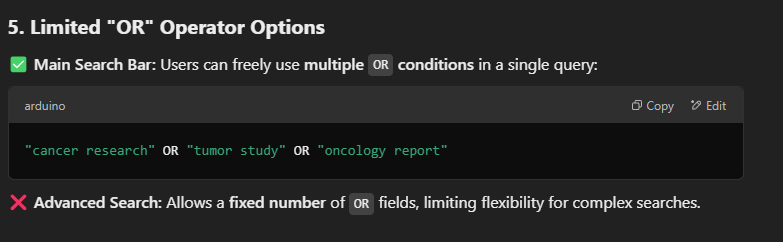 5. Limited "OR" Operator Options
✅ Main Search Bar: Users can freely use multiple OR conditions in a single query:
arduino Copy Edit
"cancer research" OR "tumor study" OR "oncology report"
❌ Advanced Search: Allows a fixed number of OR fields, limiting flexibility for complex searches.